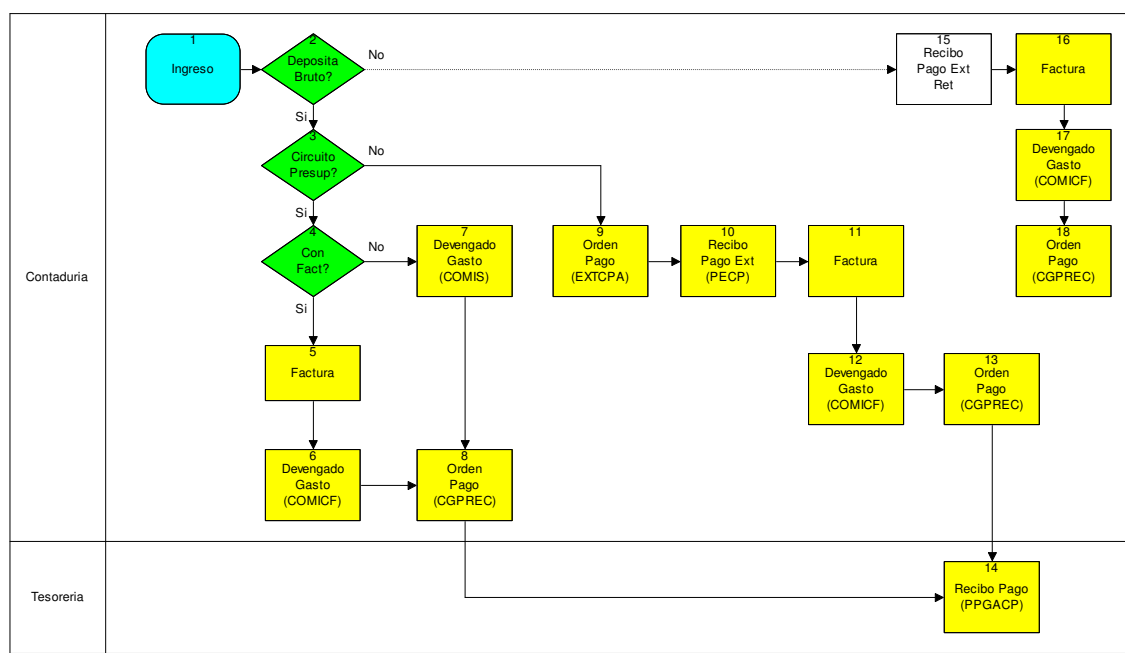 Contaduria
1
Ingreso
2
Deposita
Bruto?
No
Si
15
Recibo
Pago Ext
Ret
16
Factura
3
Circuito
Presup?
No
Si
17
Devengado
Gasto
(COMICF)
4
Con
Fact?
No
Si
7
Devengado
Gasto
(COMIS)
9
Orden
Pago
(EXTCPA)
10
Recibo
Pago Ext
(PECP)
11
Factura
18
Orden
Pago
(CGPREC)
5
Factura
12
Devengado
Gasto
(COMICF)
13
Orden
Pago
(CGPREC)
6
Devengado
Gasto
(COMICF)
8
Orden
Pago
(CGPREC)
Tesoreria
14
Recibo Pago
(PPGACP)